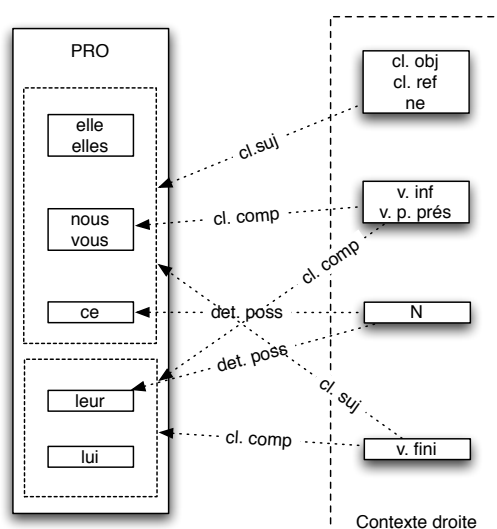 PRO
elle
elles
nous
vous
ce
leur
lui
cl.suj
cl. comp
cl. comp
det. poss
det. poss
cl. suj
cl. comp
cl. obj
cl. ref
ne
v. inf
v. p. prés
N
v. fini
Contexte droite